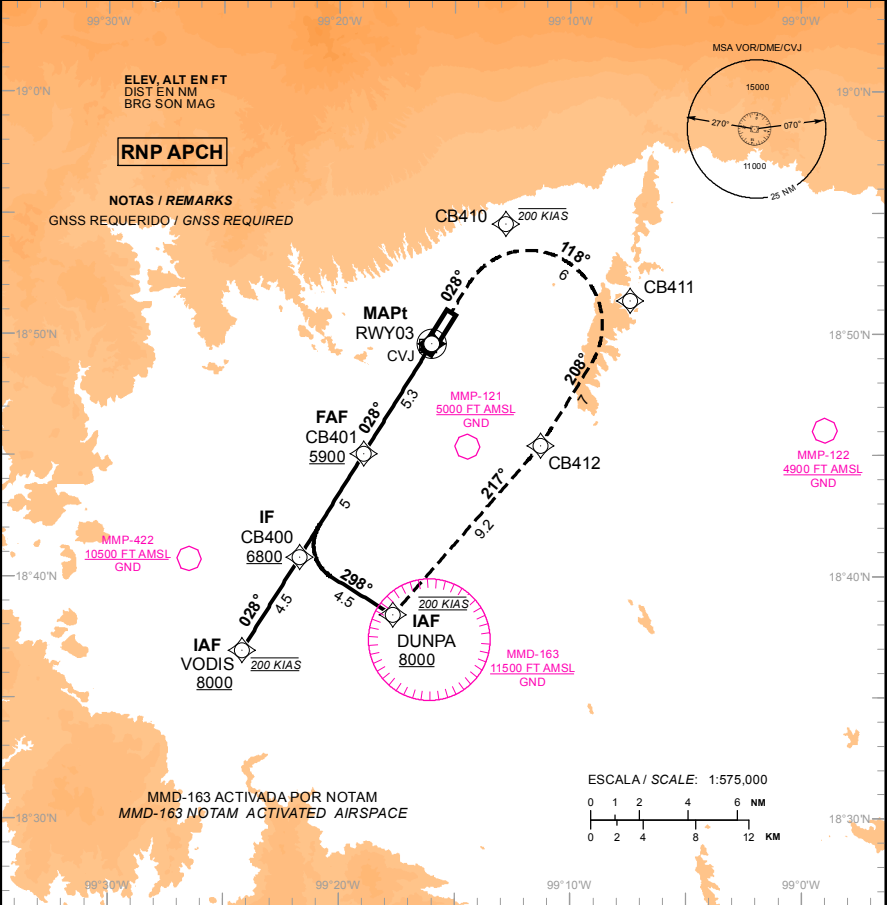 99°30'W
99°20'W
99°10'W
MSA VOR/DME/CVJ
15000
270°
070°
11000
25 NM
ELEV, ALT EN FT
DIST EN NM
BRG SON MAG
19°0'N
19°0'N
RNP APCH
NOTAS / REMARKS
GNSS REQUERIDO / GNSS REQUIRED
CB410
200 KIAS
118°
6
CB411
028°
MAPt
RWY03
CVJ
18°50'N
18°50'N
208°
7
5.3
028°
MMP-121
5000 FT AMSL
GND
FAF
CB401
5900
CB412
MMP-122
4900 FT AMSL
GND
217°
9.2
5
IF
CB400
6800
MMP-422
10500 FT AMSL
GND
18°40'N
18°40'N
298°
4.5
028°
4.5
200 KIAS
IAF
DUNPA
8000
IAF
VODIS
8000
200 KIAS
MMD-163
11500 FT AMSL
GND
ESCALA / SCALE: 1:575,000
0 1 2 4 6 NM
0 2 4 8 12 KM
MMD-163 ACTIVADA POR NOTAM
MMD-163 NOTAM ACTIVATED AIRSPACE
18°30'N
18°30'N
99°30'W
99°20'W
99°10'W
99°0'W